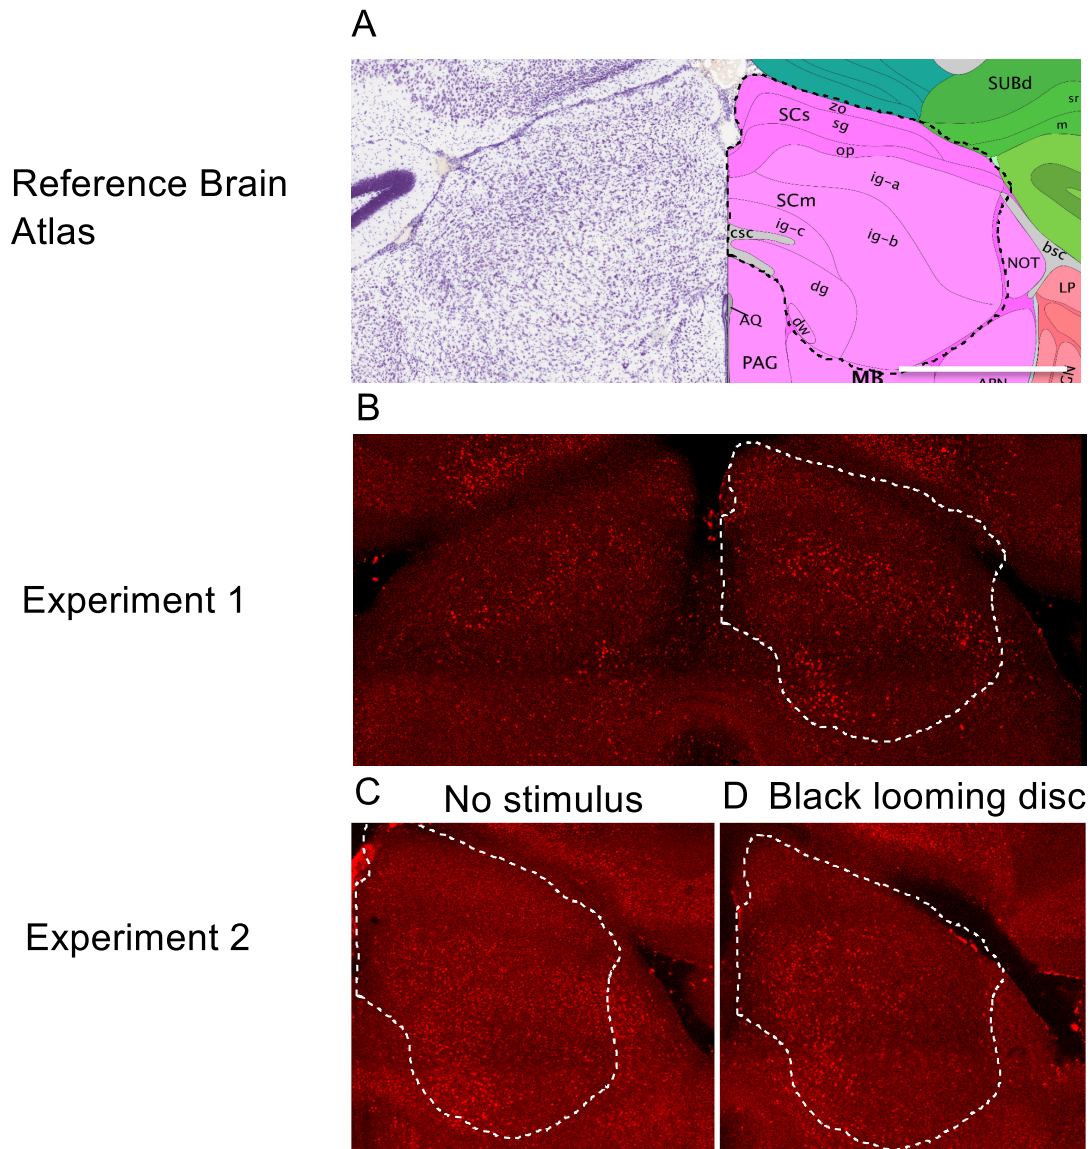 A
Reference Brain
Atlas
SUBd
sr
m
zo
SCs
sg
op
ig-a
SCm
ig-c
ig-b
csc
bsc
NOT
dg
LP
AQ
dw
PAG
MB
APN
B
Experiment 1
C No stimulus
D Black looming disc
Experiment 2